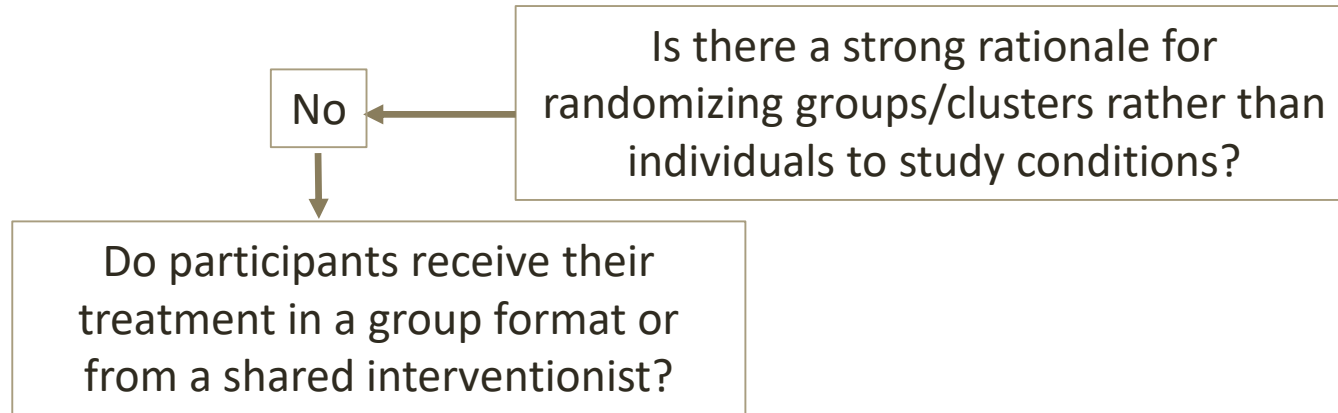 Is there a strong rationale for
randomizing groups/clusters rather than
individuals to study conditions?
No
Do participants receive their
treatment in a group format or
from a shared interventionist?